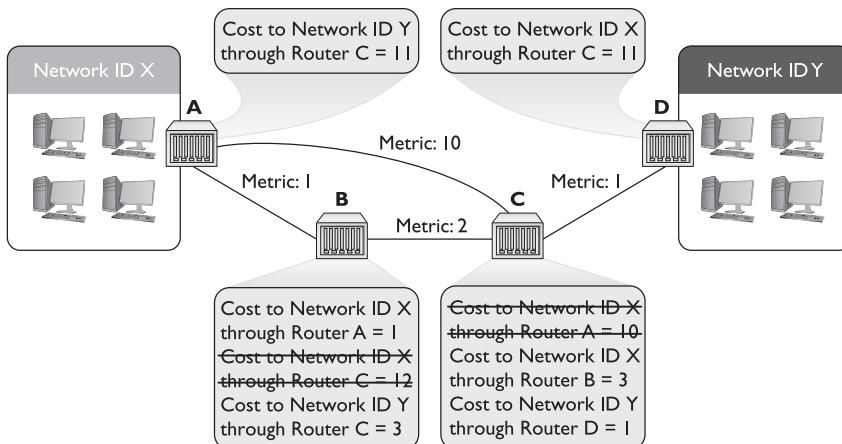 Cost to Network ID Y
through Router C = 11
Cost to Network ID X
through Router C = 11
Network ID X
Network ID Y
A
D
Metric: 10
Metric: 1
Metric: 1
B
C
Metric: 2
Cost to Network ID X
through Router A = 1
Cost to Network ID X
through Router C = 12
Cost to Network ID Y
through Router C = 3
Cost to Network ID X
through Router A = 10
Cost to Network ID X
through Router B = 3
Cost to Network ID Y
through Router D = 1